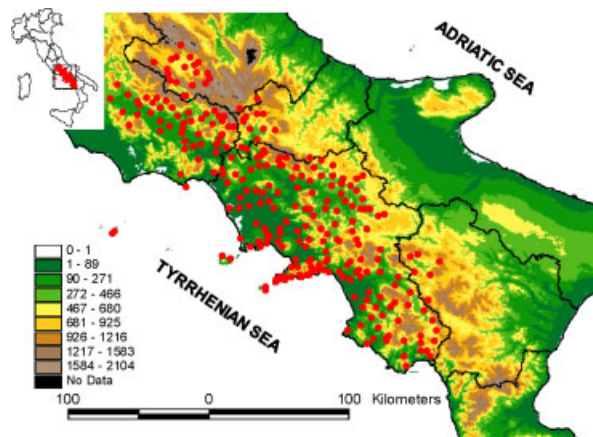 ADRIATIC SEA
TYRRHENIAN SEA
0 - 1
1 - 89
90 - 271
272 - 466
467 - 680
681 - 925
926 - 1216
1217 - 1583
1584 - 2104
No Data
100 0 100 Kilometers